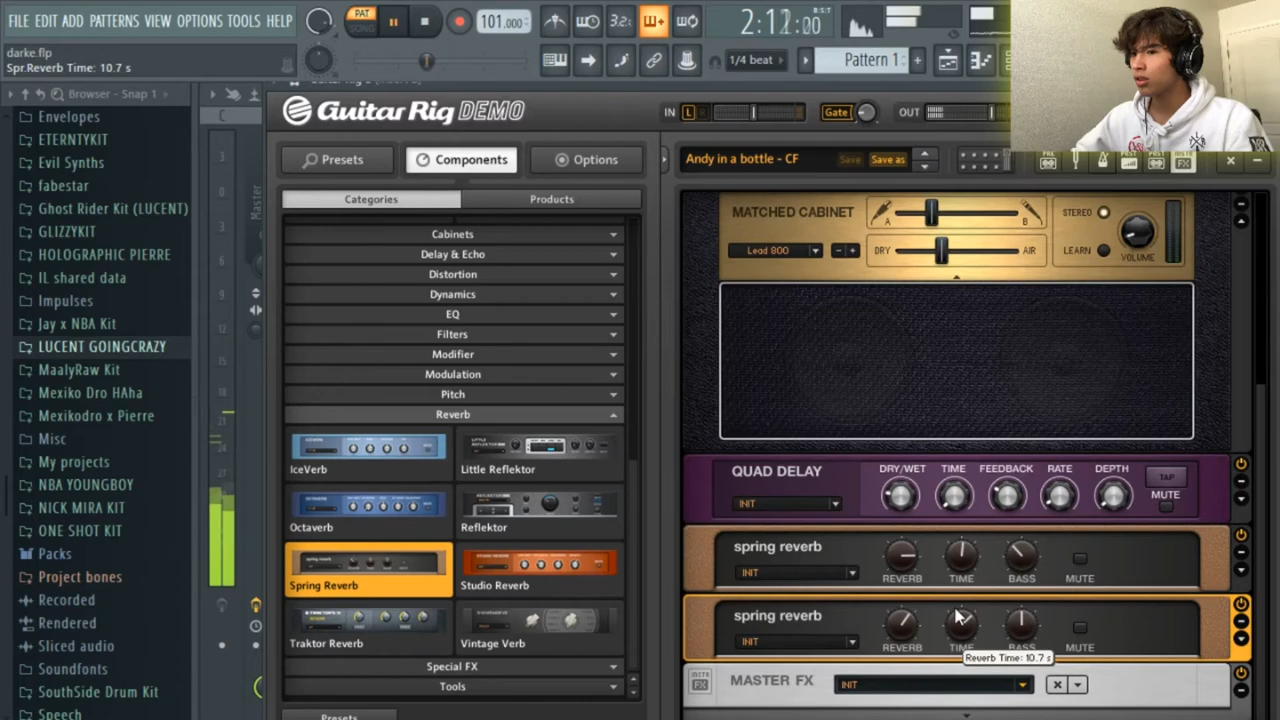 FILE EDIT ADD PATTERNS VIEW OPTIONS TOOLS HELP
PAT
SONG
101.000
3.2:
2:12:00
B:S:T
darke.flp
Spr.Reverb Time: 10.7 s
1/4 beat
Pattern 1
Browser - Snap 1
Envelopes
ETERNTYKIT
Evil Synths
fabestar
Ghost Rider Kit (LUCENT)
GLIZZYKIT
HOLOGRAPHIC PIERRE
IL shared data
Impulses
Jay x NBA Kit
LUCENT GOINGCRAZY
MaalyRaw Kit
Mexiko Dro HAha
Mexikodro x Pierre
Misc
My projects
NBA YOUNGBOY
NICK MIRA KIT
ONE SHOT KIT
Packs
Project bones
Recorded
Rendered
Sliced audio
Soundfonts
SouthSide Drum Kit
Speech
C
Master
Guitar Rig DEMO
IN L R
Gate
OUT
Presets
Components
Options
Categories
Products
Cabinets
Delay & Echo
Distortion
Dynamics
EQ
Filters
Modifier
Modulation
Pitch
Reverb
IceVerb
Little Reflektor
Octaverb
Reflektor
Spring Reverb
Studio Reverb
Traktor Reverb
Vintage Verb
Special FX
Tools
Presets
Andy in a bottle - CF
Save
Save as
MATCHED CABINET
A
B
STEREO
Lead 800
DRY
AIR
LEARN
VOLUME
QUAD DELAY
DRY/WET TIME FEEDBACK RATE DEPTH
TAP
MUTE
INIT
spring reverb
INIT
REVERB TIME BASS MUTE
spring reverb
INIT
REVERB TIME BASS MUTE
Reverb Time: 10.7 s
INSTR FX
MASTER FX
INIT